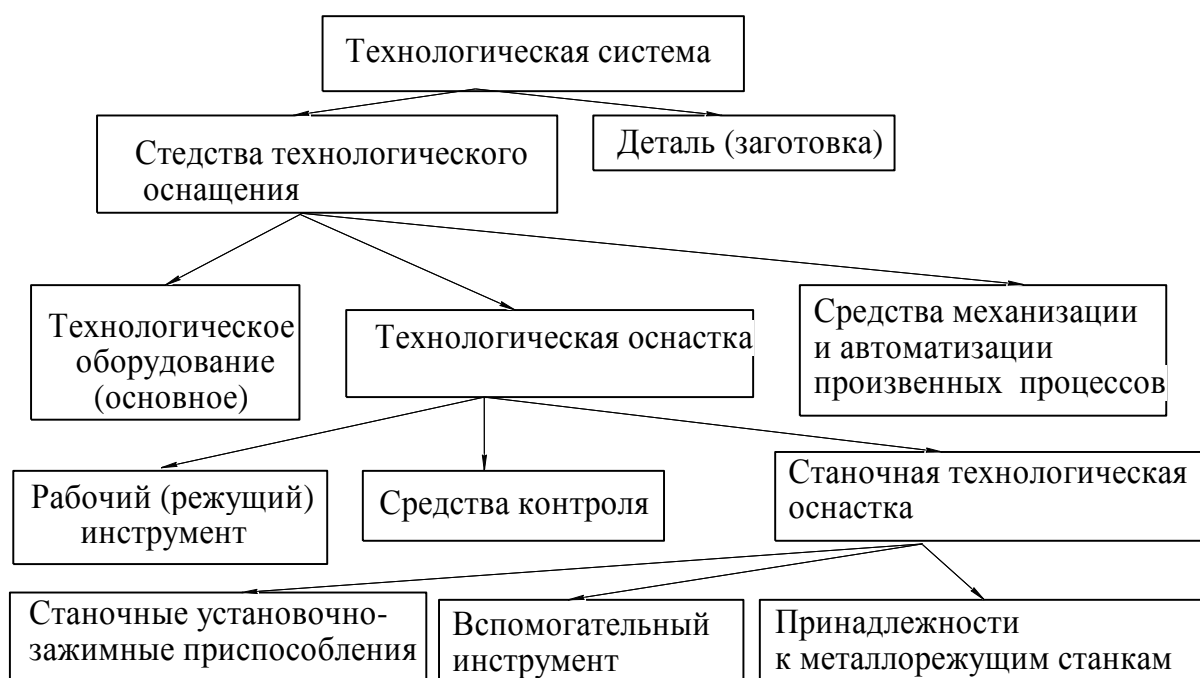 Технологическая система
Стедства технологического
оснащения
Деталь (заготовка)
Технологическое
оборудование
(основное)
Технологическая оснастка
Средства механизации
и автоматизации
произвенных процессов
Рабочий (режущий)
инструмент
Средства контроля
Станочная технологическая
оснастка
Станочные установочно-
зажимные приспособления
Вспомогательный
инструмент
Принадлежности
к металлорежущим станкам